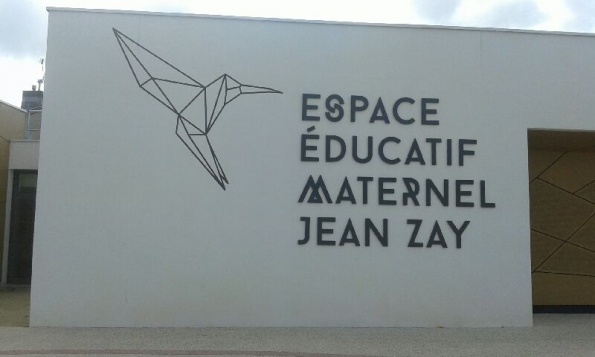 ESPACE
ÉDUCATIF
MATERNEL
JEAN ZAY